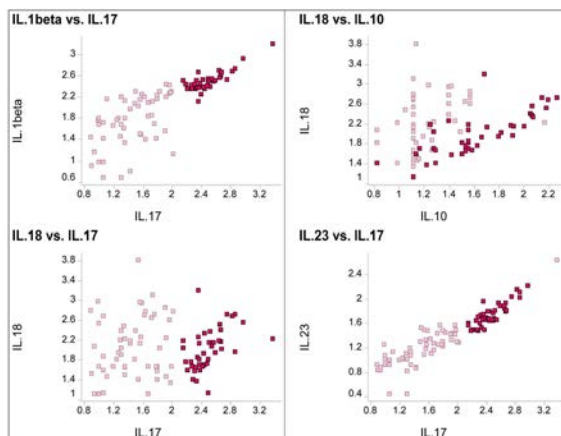 IL.1beta vs. IL.17
IL.1beta
3
2.6
2.2
1.8
1.4
1
0.6
0.8 1.2 1.6 2 2.4 2.8 3.2
IL.17
IL.18 vs. IL.10
IL.18
3.8
3.4
3
2.6
2.2
1.8
1.4
1
0.8 1 1.2 1.4 1.6 1.8 2 2.2
IL.10
IL.18 vs. IL.17
IL.18
3.8
3.4
3
2.6
2.2
1.8
1.4
1
0.8 1.2 1.6 2 2.4 2.8 3.2
IL.17
IL.23 vs. IL.17
IL.23
2.4
2
1.6
1.2
0.8
0.4
0.8 1.2 1.6 2 2.4 2.8 3.2
IL.17